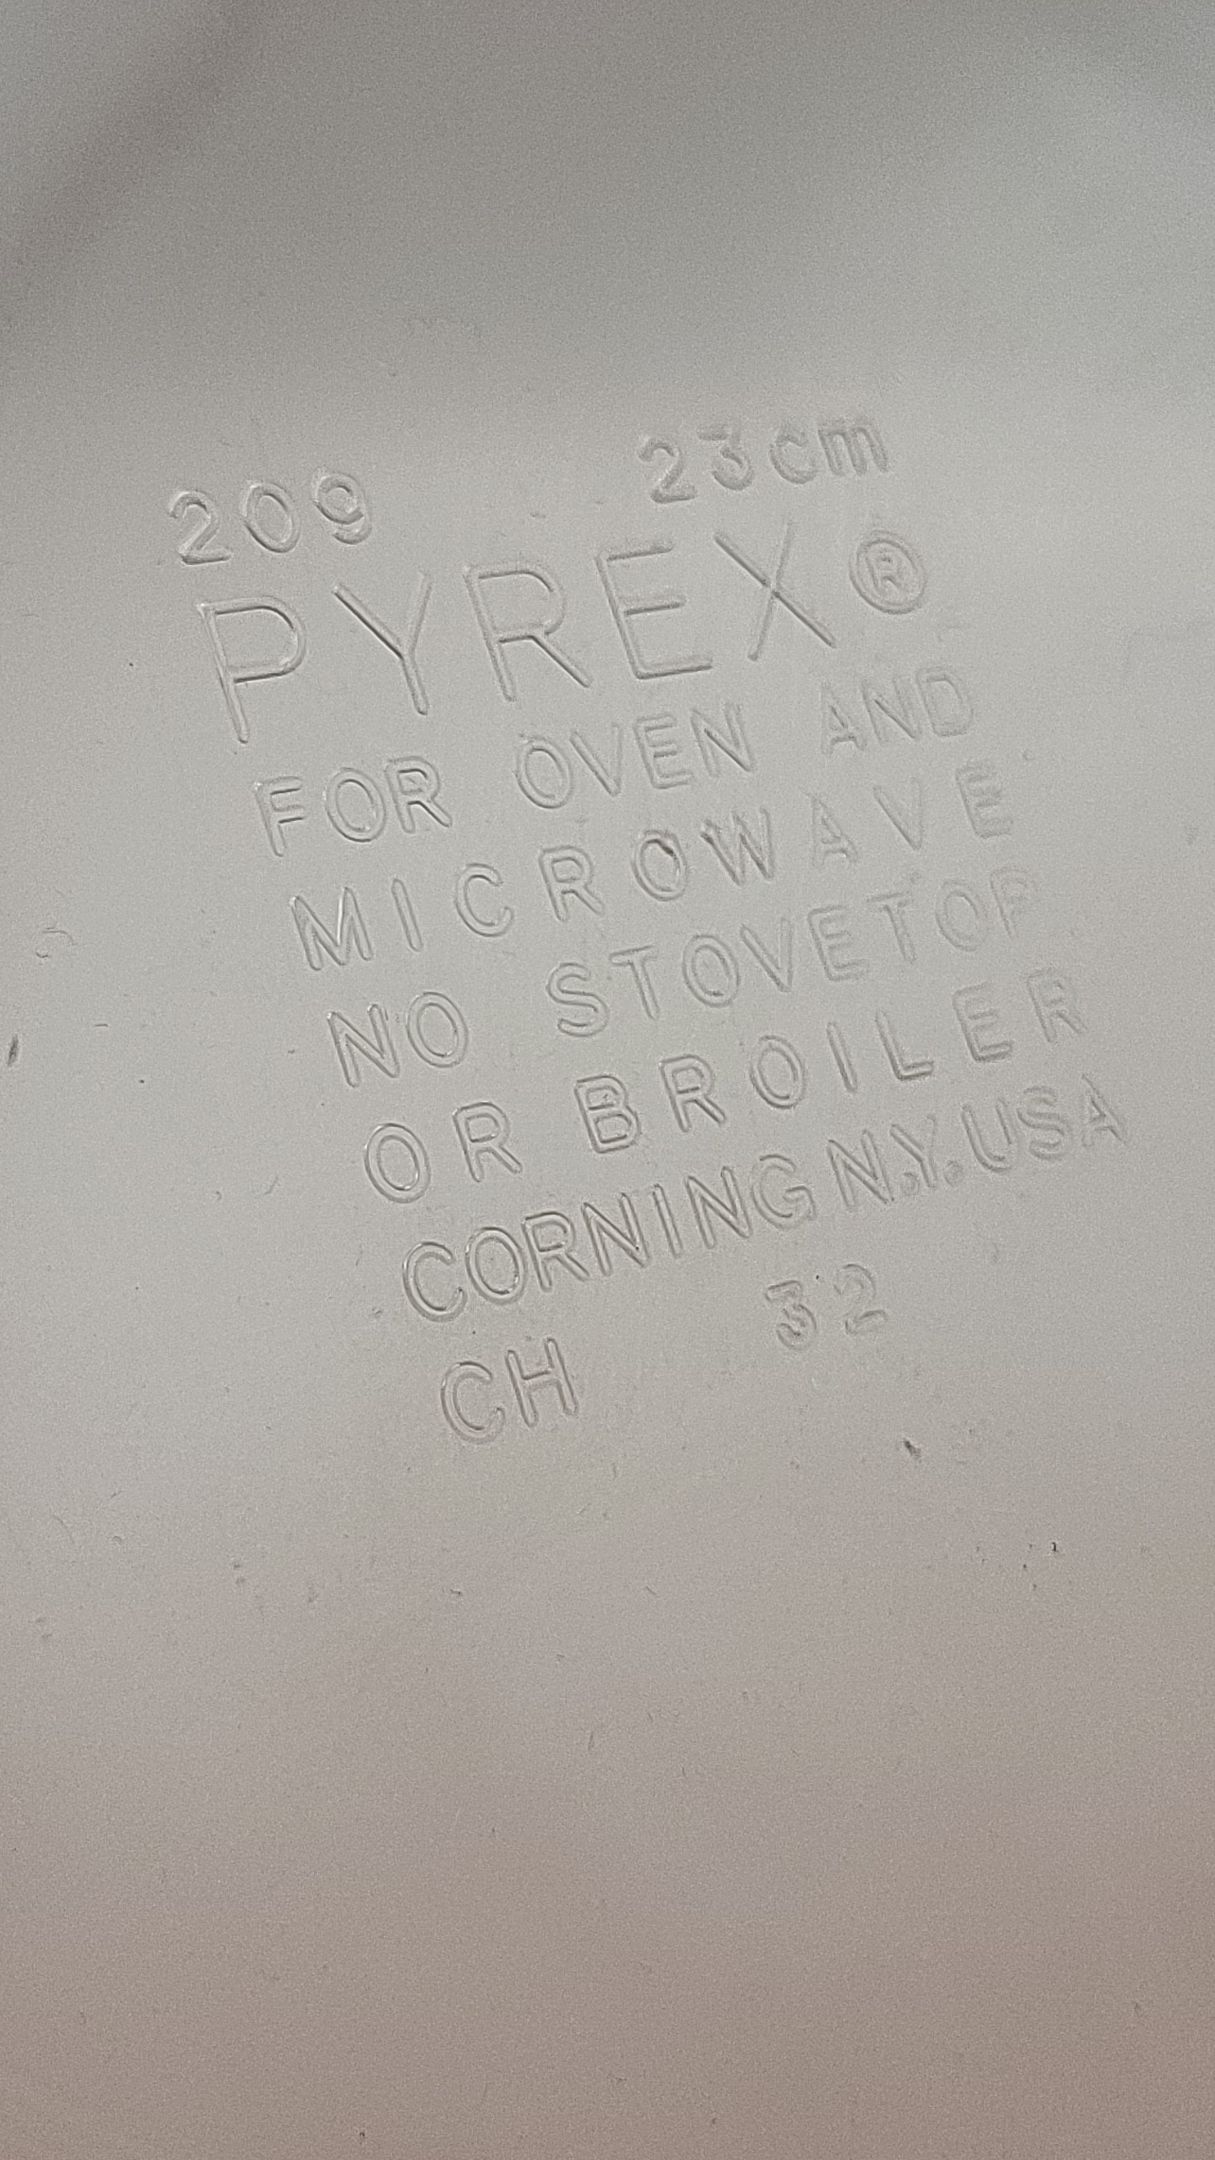 209 23cm
PYREX®
FOR OVEN AND
MICROWAVE
NO STOVETOP
OR BROILER
CORNING N.Y. USA
CH 32